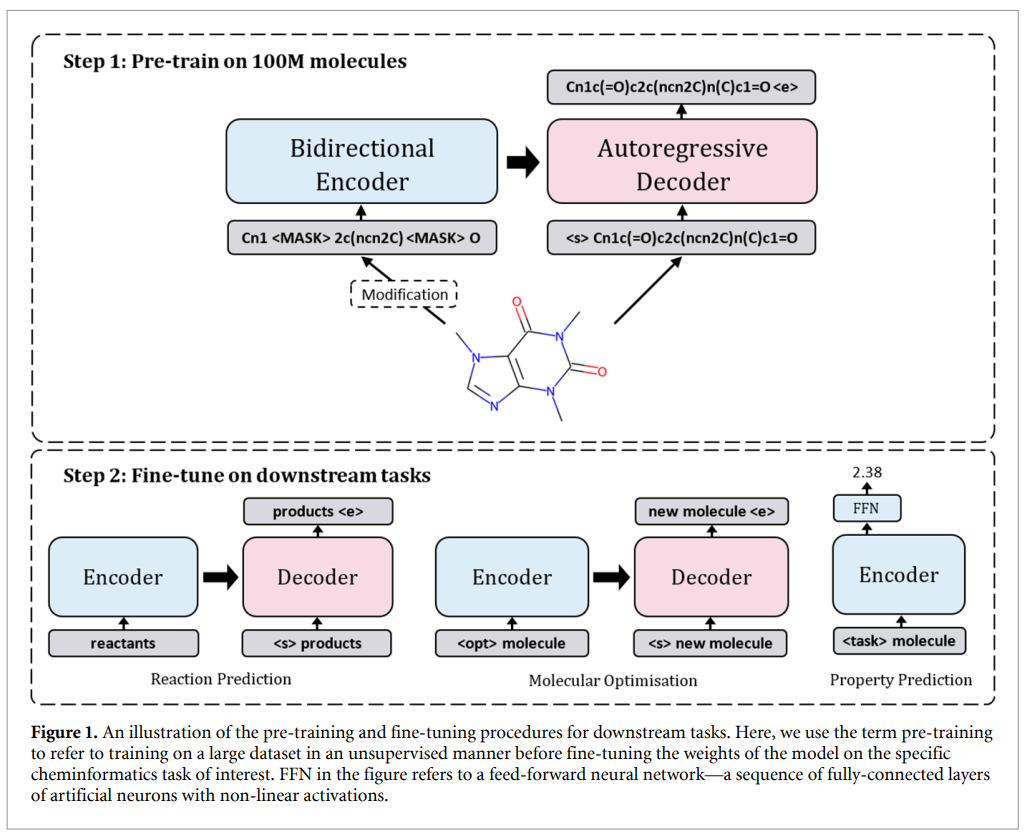 Step 1: Pre-train on 100M molecules
Cn1c(=O)c2c(ncn2C)n(C)c1=O <e>
Bidirectional
Encoder
Autoregressive
Decoder
Cn1 <MASK> 2c(ncn2C) <MASK> O
<s> Cn1c(=O)c2c(ncn2C)n(C)c1=O
Modification
O
N
N
O
N
N
Step 2: Fine-tune on downstream tasks
products <e>
Encoder
Decoder
reactants
<s> products
Reaction Prediction
new molecule <e>
Encoder
Decoder
<opt> molecule
<s> new molecule
Molecular Optimisation
2.38
FFN
Encoder
<task> molecule
Property Prediction
Figure 1. An illustration of the pre-training and fine-tuning procedures for downstream tasks. Here, we use the term pre-training
to refer to training on a large dataset in an unsupervised manner before fine-tuning the weights of the model on the specific
cheminformatics task of interest. FFN in the figure refers to a feed-forward neural network—a sequence of fully-connected layers
of artificial neurons with non-linear activations.